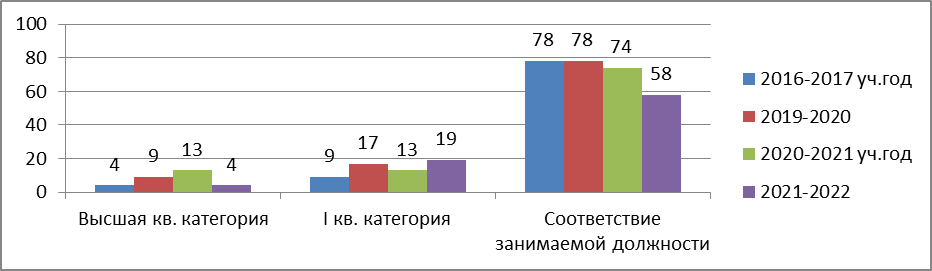 100
80
60
40
20
0
4 9 13 4
9 17 13 19
78 78 74 58
Высшая кв. категория
I кв. категория
Соответствие
занимаемой должности
2016-2017 уч.год
2019-2020
2020-2021 уч.год
2021-2022